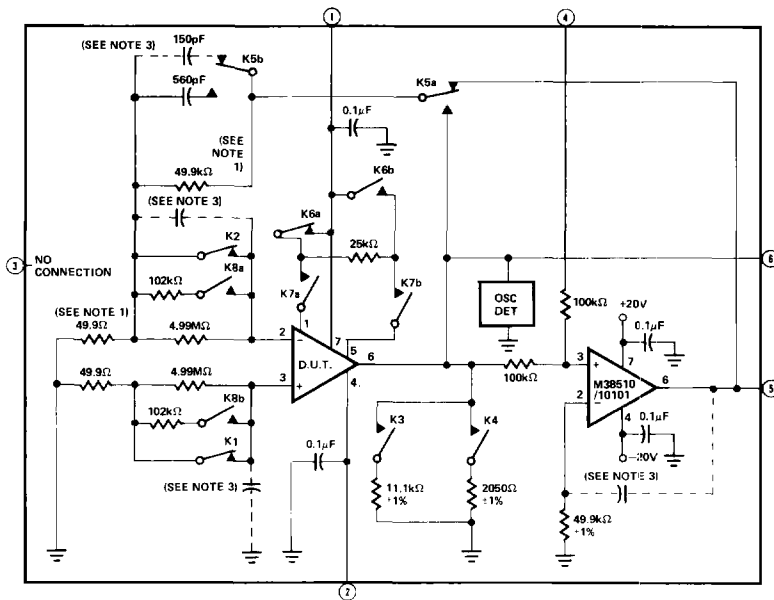 1
4
(SEE NOTE 3)
150pF
K5b
560pF
K5a
0.1µF
(SEE NOTE 1)
K6b
49.9kΩ
(SEE NOTE 3)
K6a
K2
3
NO CONNECTION
25kΩ
6
K8a
102kΩ
K7a
K7b
OSC DET
100kΩ
+20V
(SEE NOTE 1)
49.9Ω
4.99MΩ
0.1µF
1
7
5
2
−
D.U.T.
6
3
+
4
100kΩ
3
+
7
M38510 /10101
6
2
−
4
5
49.9Ω
4.99MΩ
102kΩ
K8b
K1
K3
K4
0.1µF
−20V
0.1µF
(SEE NOTE 3)
(SEE NOTE 3)
11.1kΩ
±1%
2050Ω
±1%
49.9kΩ
±1%
2